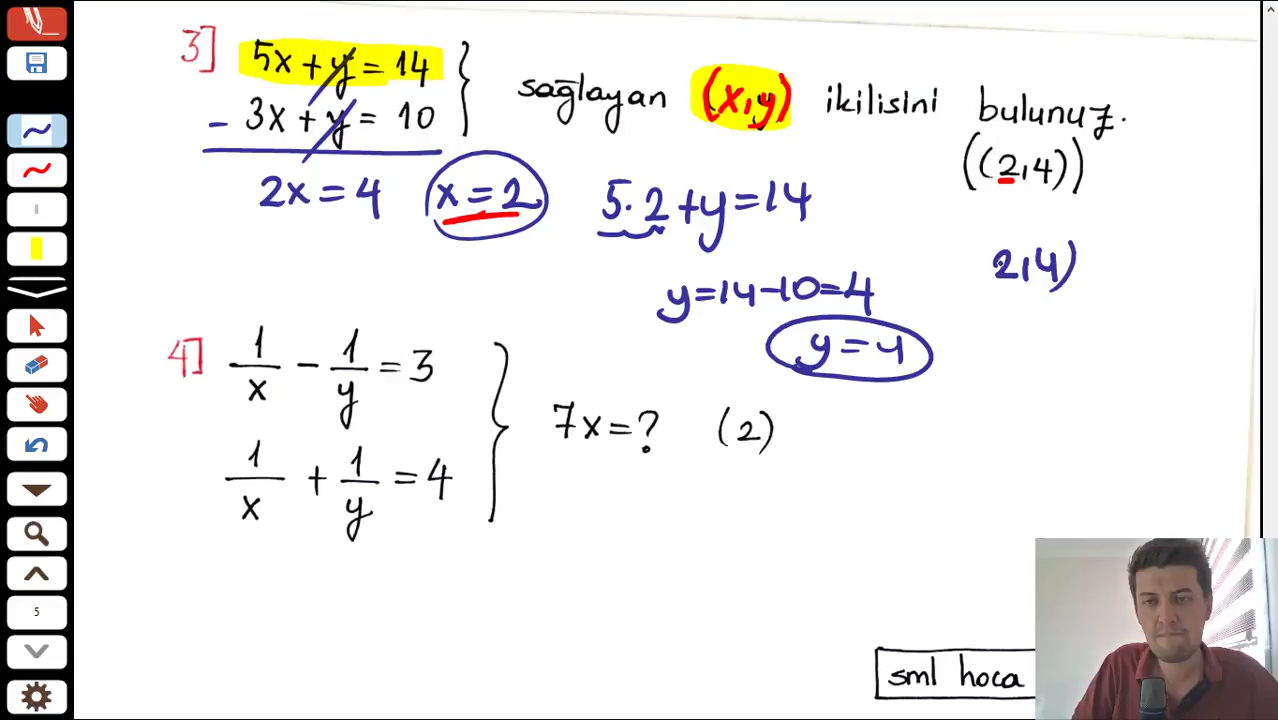 3] 5x + y = 14
- 3x + y = 10
sağlayan (x,y) ikilisini bulunuz.
((2,4))
2x = 4 x = 2 5.2 + y = 14
2,4)
y = 14 - 10 = 4
y = 4
4] 1/x - 1/y = 3
1/x + 1/y = 4
7x = ? (2)
5
sml hoca